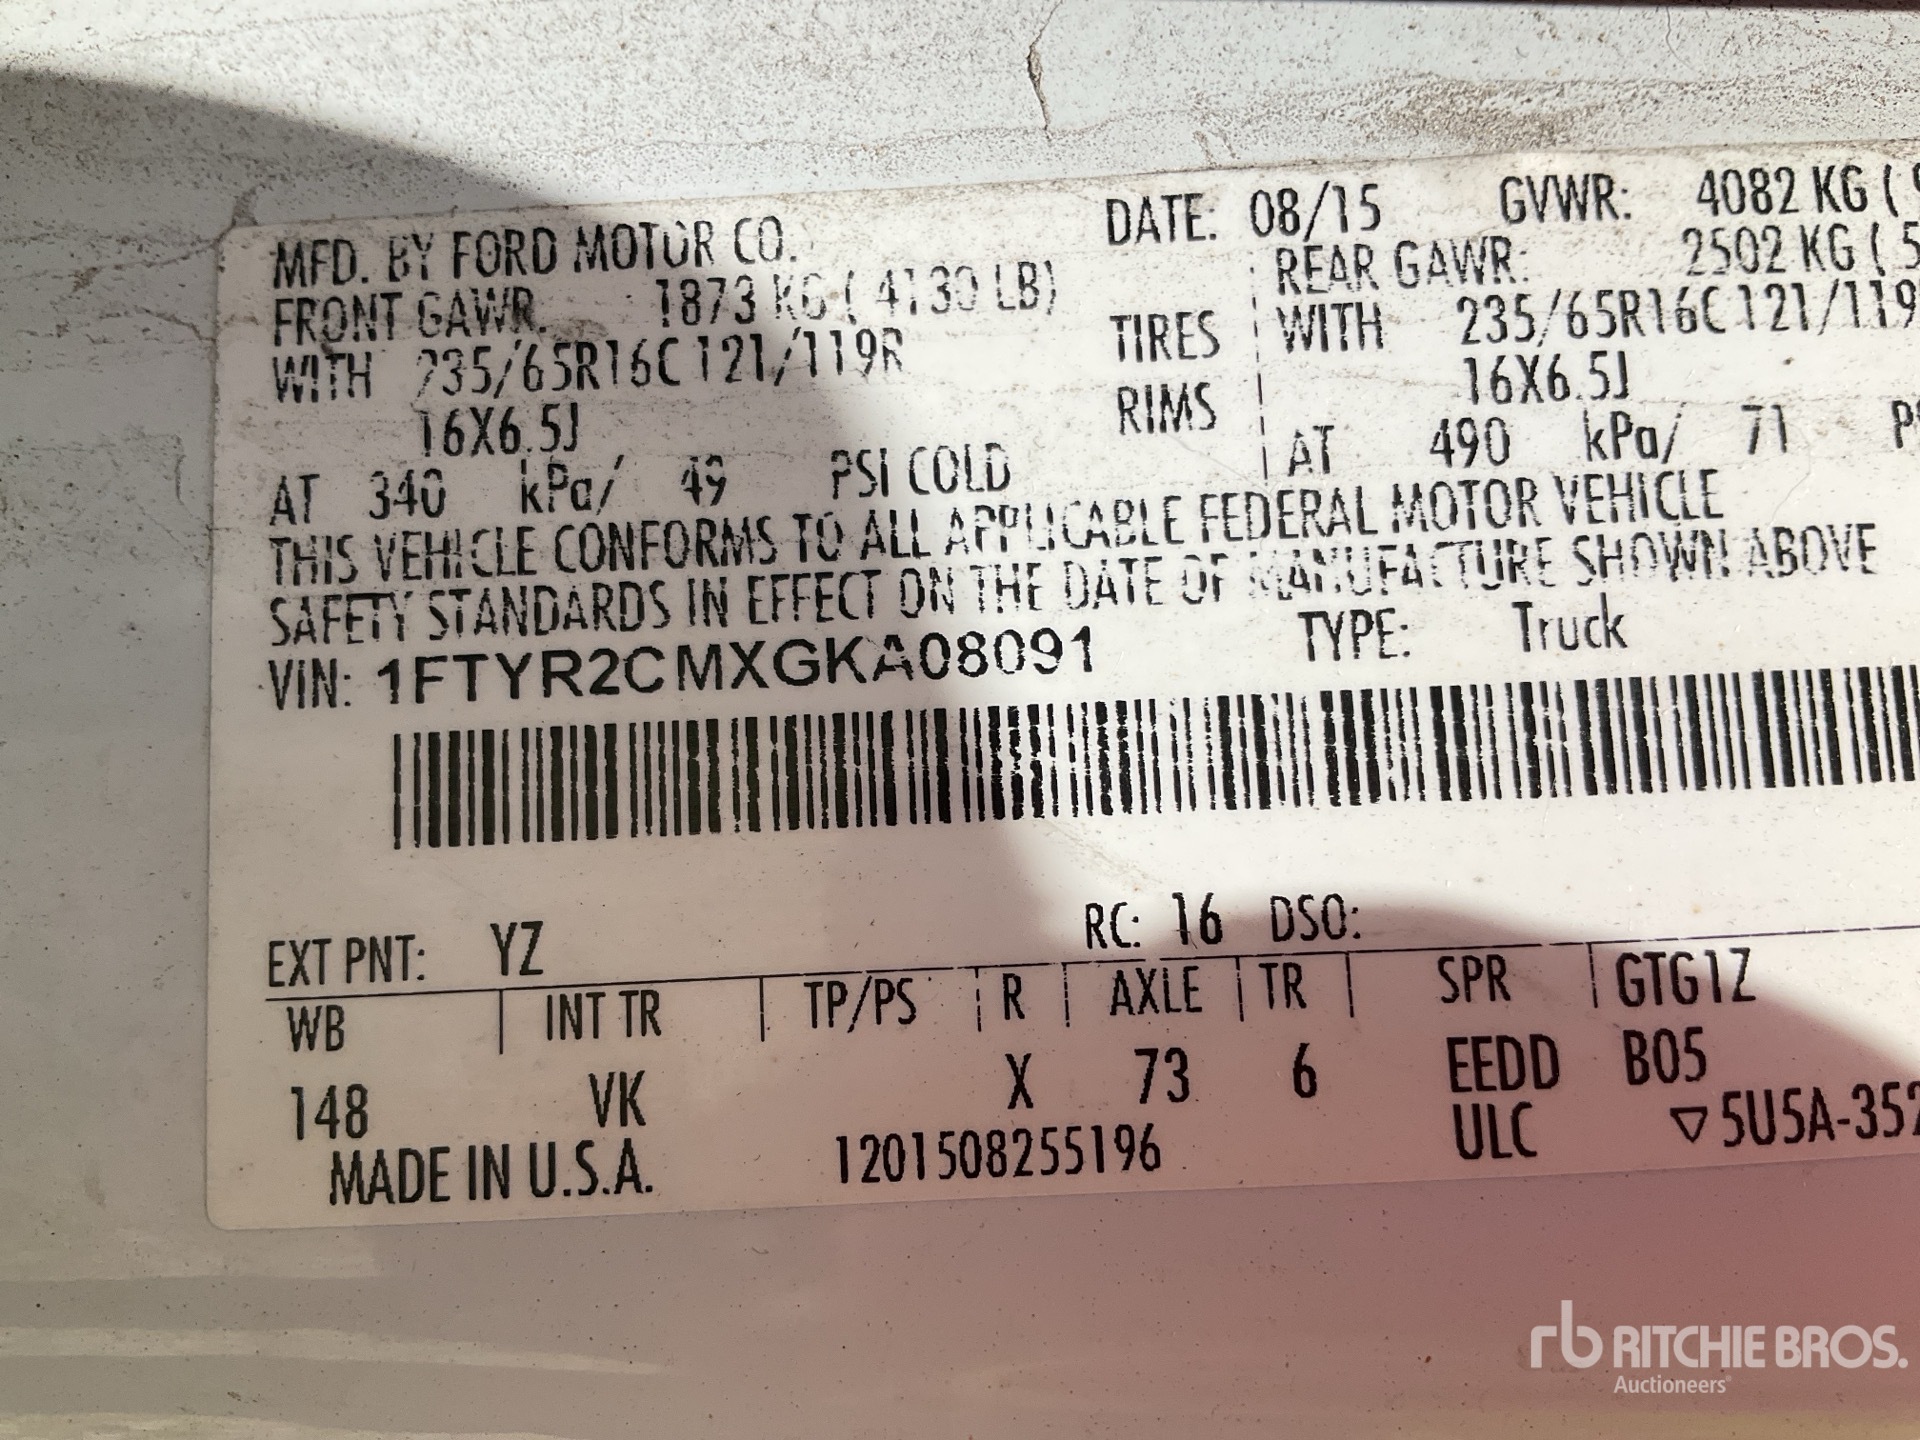 MFD. BY FORD MOTOR CO. DATE: 08/15 GVWR: 4082 KG (
FRONT GAWR. 1873 KG ( 4130 LB) REAR GAWR: 2502 KG ( 5
WITH 235/65R16C 121/119R TIRES WITH 235/65R16C 121/119
16X6.5J RIMS 16X6.5J
AT 340 kPa/ 49 PSI COLD AT 490 kPa/ 71 PS
THIS VEHICLE CONFORMS TO ALL APPLICABLE FEDERAL MOTOR VEHICLE
SAFETY STANDARDS IN EFFECT ON THE DATE OF MANUFACTURE SHOWN ABOVE
VIN: 1FTYR2CMXGKA08091 TYPE: Truck
EXT PNT: YZ RC: 16 DSO:
WB INT TR TP/PS R AXLE TR SPR GTG1Z
148 VK X 73 6 EEDD B05
ULC ▽5U5A-352
MADE IN U.S.A. 1201508255196
rb RITCHIE BROS.
Auctioneers